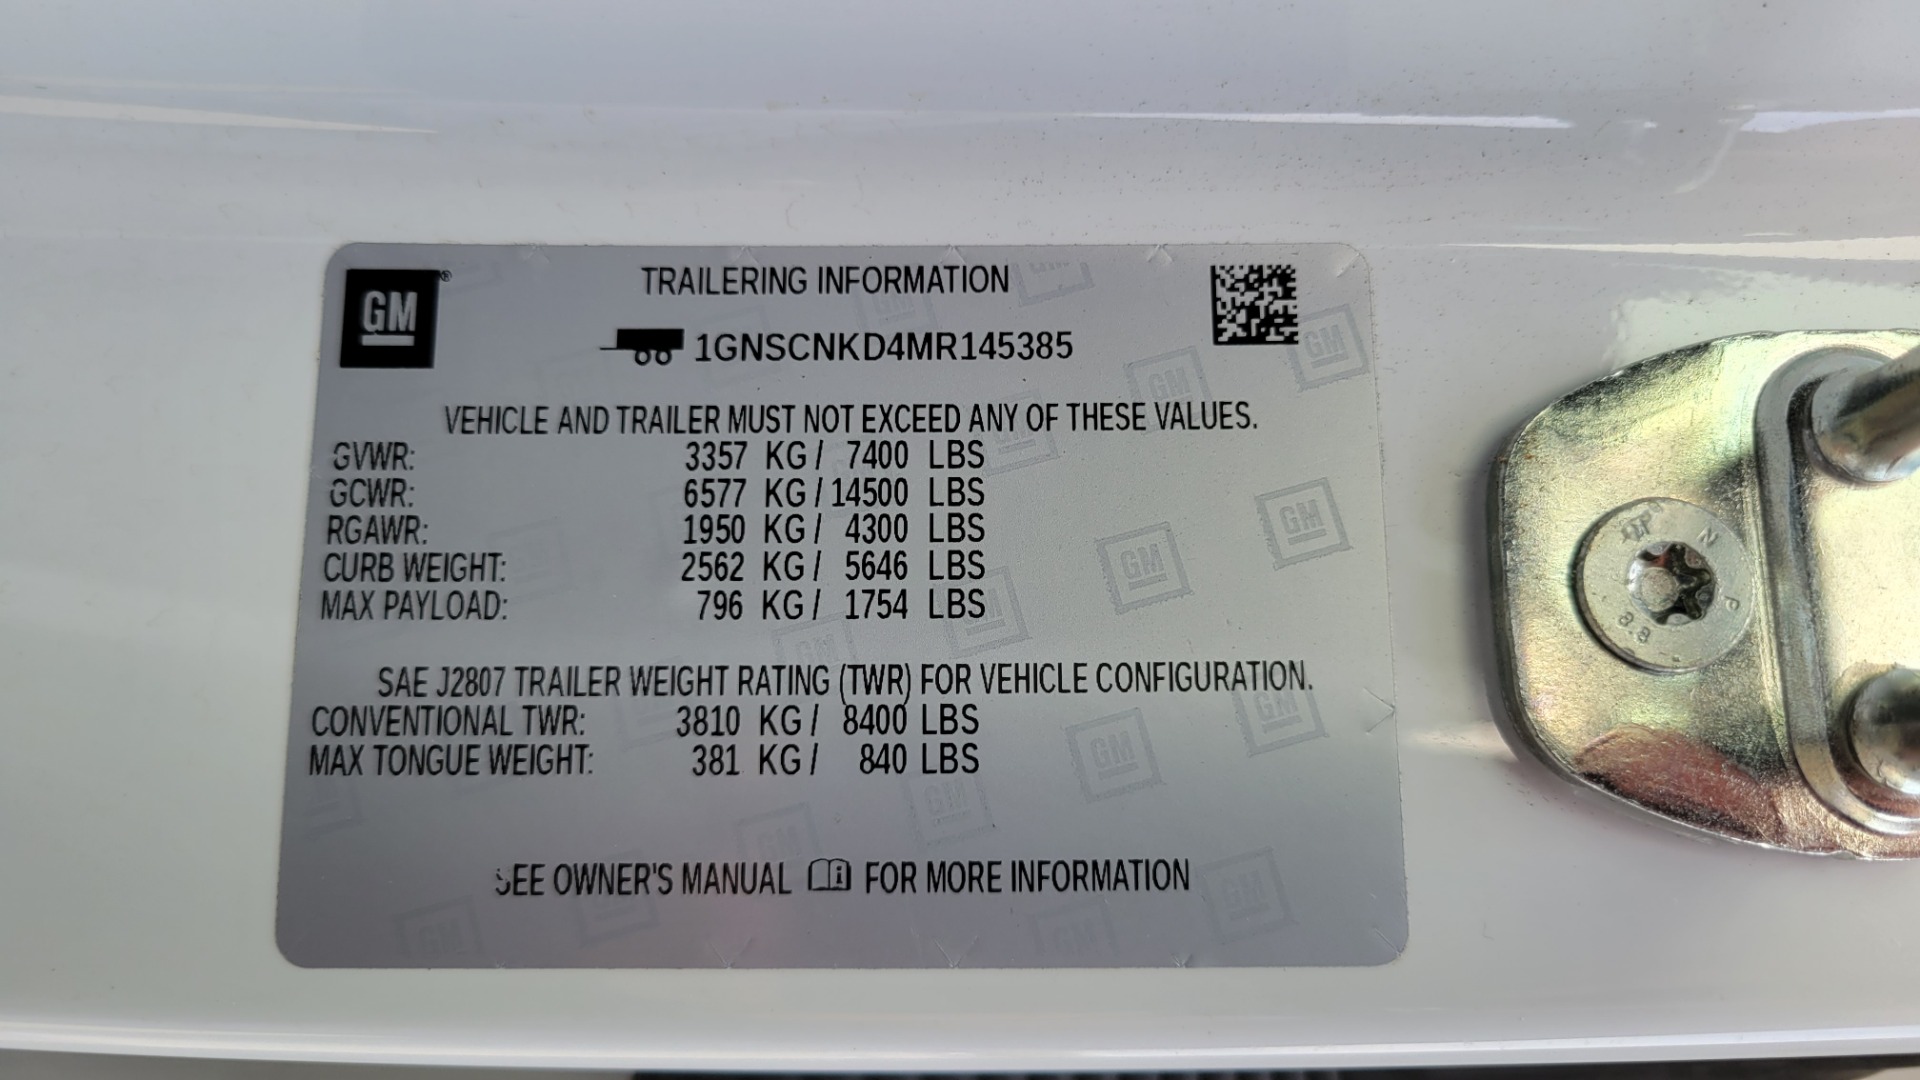 GM ®
TRAILERING INFORMATION
1GNSCNKD4MR145385
VEHICLE AND TRAILER MUST NOT EXCEED ANY OF THESE VALUES.
GVWR: 3357 KG / 7400 LBS
GCWR: 6577 KG / 14500 LBS
RGAWR: 1950 KG / 4300 LBS
CURB WEIGHT: 2562 KG / 5646 LBS
MAX PAYLOAD: 796 KG / 1754 LBS
SAE J2807 TRAILER WEIGHT RATING (TWR) FOR VEHICLE CONFIGURATION.
CONVENTIONAL TWR: 3810 KG / 8400 LBS
MAX TONGUE WEIGHT: 381 KG / 840 LBS
SEE OWNER'S MANUAL FOR MORE INFORMATION
8.8